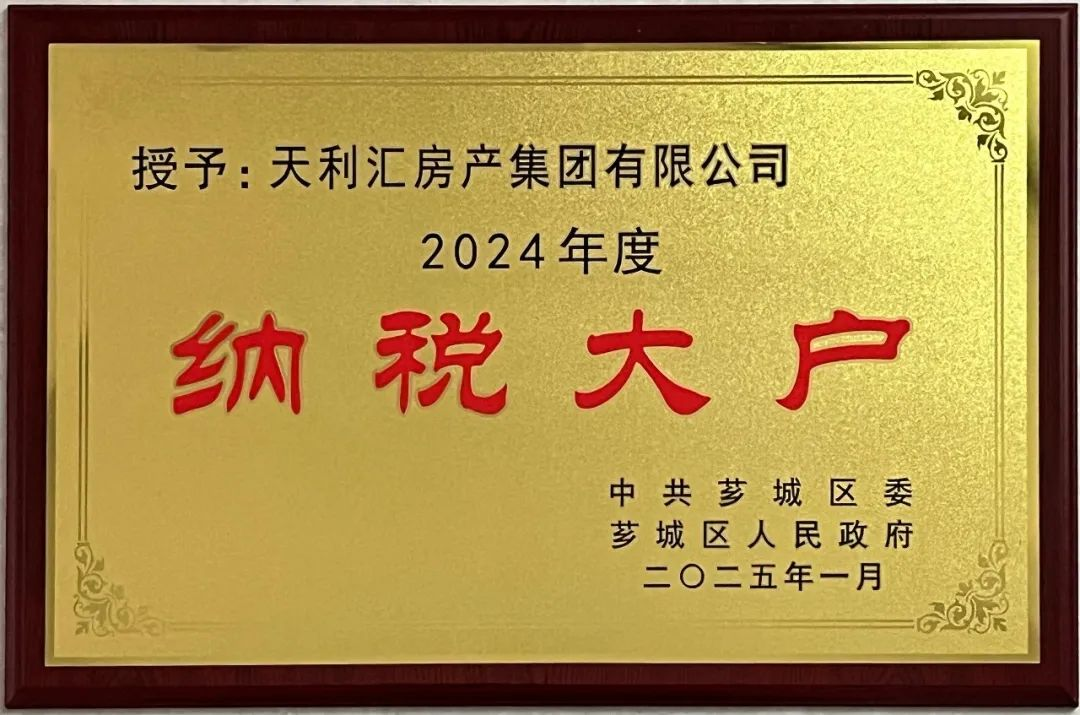 授予：天利汇房产集团有限公司
2024年度
纳税大户
中共芗城区委
芗城区人民政府
二〇二五年一月